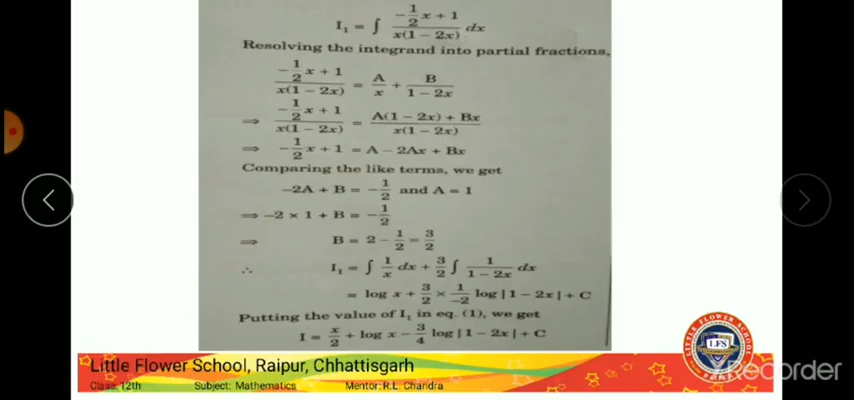 I₁ = ∫ (-1/2 x + 1)/(x(1 - 2x)) dx
Resolving the integrand into partial fractions,
(-1/2 x + 1)/(x(1 - 2x)) = A/x + B/(1 - 2x)
⇒ (-1/2 x + 1)/(x(1 - 2x)) = (A(1 - 2x) + Bx)/(x(1 - 2x))
⇒ -1/2 x + 1 = A - 2Ax + Bx
Comparing the like terms, we get
-2A + B = -1/2 and A = 1
⇒ -2 × 1 + B = -1/2
⇒ B = 2 - 1/2 = 3/2
∴ I₁ = ∫ 1/x dx + 3/2 ∫ 1/(1 - 2x) dx
= log x + 3/2 × 1/-2 log | 1 - 2x | + C
Putting the value of I₁ in eq. (1), we get
I = x/2 + log x - 3/4 log | 1 - 2x | + C
LITTLE FLOWER SCHOOL
LFS
Recorder
Little Flower School, Raipur, Chhattisgarh
Class: 12th Subject: Mathematics Mentor: R.L. Chandra